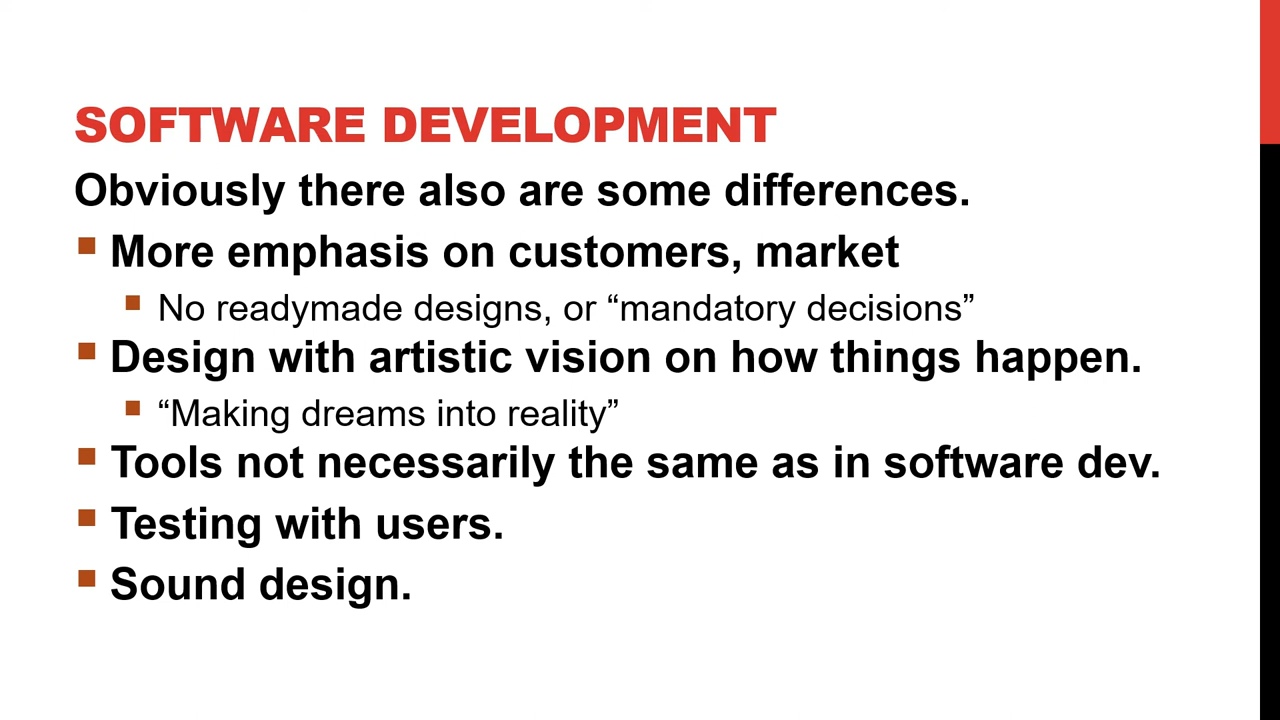 SOFTWARE DEVELOPMENT
Obviously there also are some differences.
More emphasis on customers, market
No readymade designs, or “mandatory decisions”
Design with artistic vision on how things happen.
“Making dreams into reality”
Tools not necessarily the same as in software dev.
Testing with users.
Sound design.